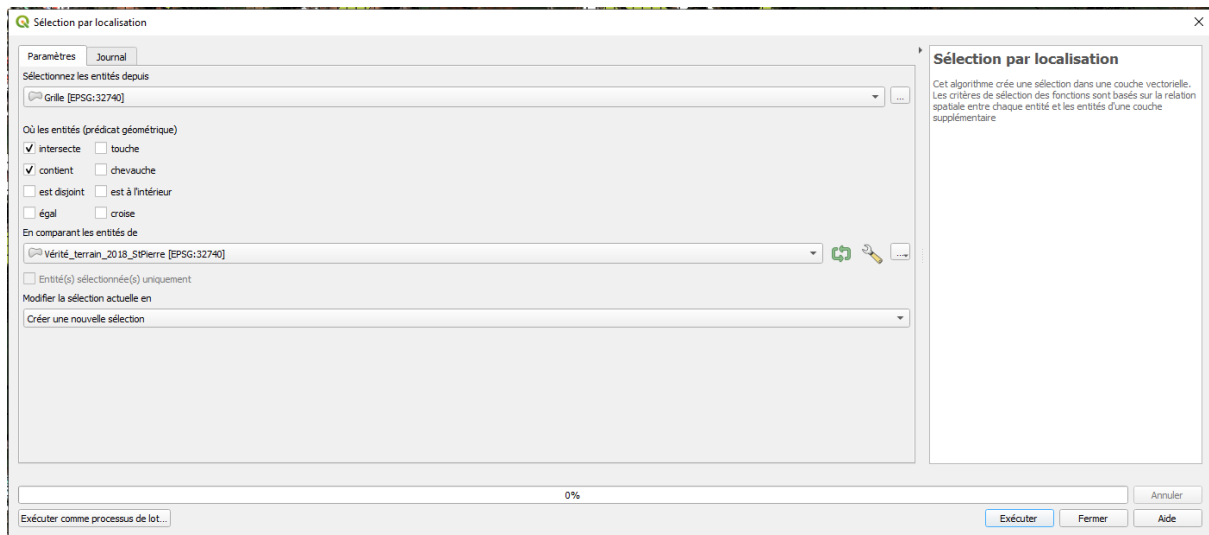 Sélection par localisation
Paramètres Journal
Sélectionnez les entités depuis
Grille [EPSG:32740]
...
Où les entités (prédicat géométrique)
intersecte touche
contient chevauche
est disjoint est à l'intérieur
égal croise
En comparant les entités de
Vérité_terrain_2018_StPierre [EPSG:32740]
...
Entité(s) sélectionnée(s) uniquement
Modifier la sélection actuelle en
Créer une nouvelle sélection
Sélection par localisation
Cet algorithme crée une sélection dans une couche vectorielle.
Les critères de sélection des fonctions sont basés sur la relation
spatiale entre chaque entité et les entités d'une couche
supplémentaire
0%
Annuler
Exécuter comme processus de lot...
Exécuter Fermer Aide